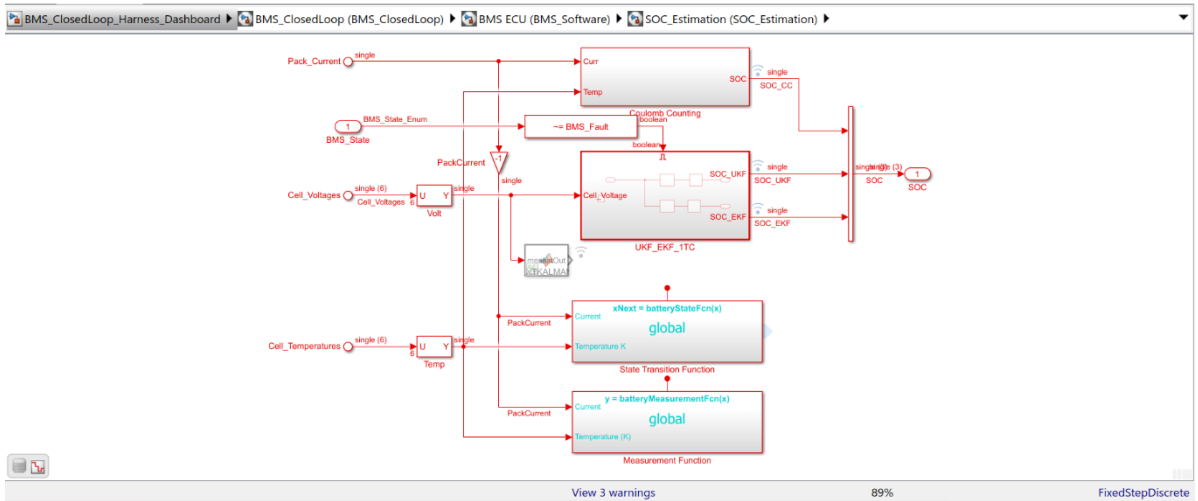 BMS_ClosedLoop_Harness_Dashboard BMS_ClosedLoop (BMS_ClosedLoop) BMS ECU (BMS_Software) SOC_Estimation (SOC_Estimation)
Pack_Current single
Curr
SOC
single
SOC_CC
Temp
Coulomb Counting
BMS_State_Enum
1
BMS_State
~= BMS_Fault
boolean
boolean
PackCurrent
-1
single
Cell_Voltages
single (6)
Cell_Voltages
6
U Y
single
Volt
Cell_Voltage
SOC_UKF
single
SOC_UKF
SOC_EKF
single
SOC_EKF
UKF_EKF_1TC
single (3)
SOC
1
SOC
xNext = batteryStateFcn(x)
Current
global
PackCurrent
Temperature K
State Transition Function
Cell_Temperatures
single (6)
6
U Y
single
Temp
y = batteryMeasurementFcn(x)
Current
global
PackCurrent
Temperature (K)
Measurement Function
View 3 warnings 89% FixedStepDiscrete